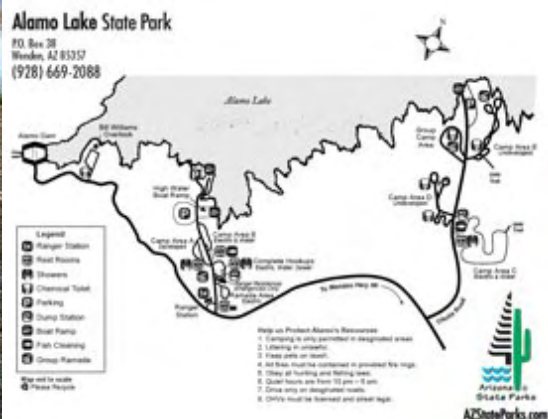 Alamo Lake State Park
P.O. Box 38
Wenden, AZ 85357
(928) 669-2088
N
Alamo Lake
Alamo Dam
Bill Williams
Overlook
Group
Camp
Area
Camp Area E
Undeveloped
High Water
Boat Ramp
Camp Area D
Undeveloped
Camp Area A
Camp Area B
Electric & Water
Complete Hookups
Electric, Water, Sewer
Camp Area C
Electric & Water
Ranger Residence
Ramada Area
Ranger
Station
To Wenden Hwy 60
Legend
Ranger Station
Rest Rooms
Showers
Chemical Toilet
Parking
Dump Station
Boat Ramp
Fish Cleaning
Group Ramada
Map not to scale
Please Recycle
Help us Protect Alamo's Resources
1. Camping is only permitted in designated areas.
2. Littering is unlawful.
3. Keep pets on leash.
4. All fires must be contained in provided fire rings.
5. Obey all hunting and fishing laws.
6. Quiet hours are from 10 pm - 6 am.
7. Drive only on designated roads.
8. OHVs must be licensed and street legal.
Arizona
State Parks
AZStateParks.com